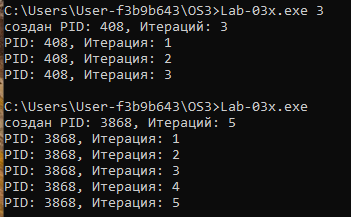 C:\Users\User-f3b9b643\OS3>Lab-03x.exe 3
создан PID: 408, Итераций: 3
PID: 408, Итерация: 1
PID: 408, Итерация: 2
PID: 408, Итерация: 3
C:\Users\User-f3b9b643\OS3>Lab-03x.exe
создан PID: 3868, Итераций: 5
PID: 3868, Итерация: 1
PID: 3868, Итерация: 2
PID: 3868, Итерация: 3
PID: 3868, Итерация: 4
PID: 3868, Итерация: 5